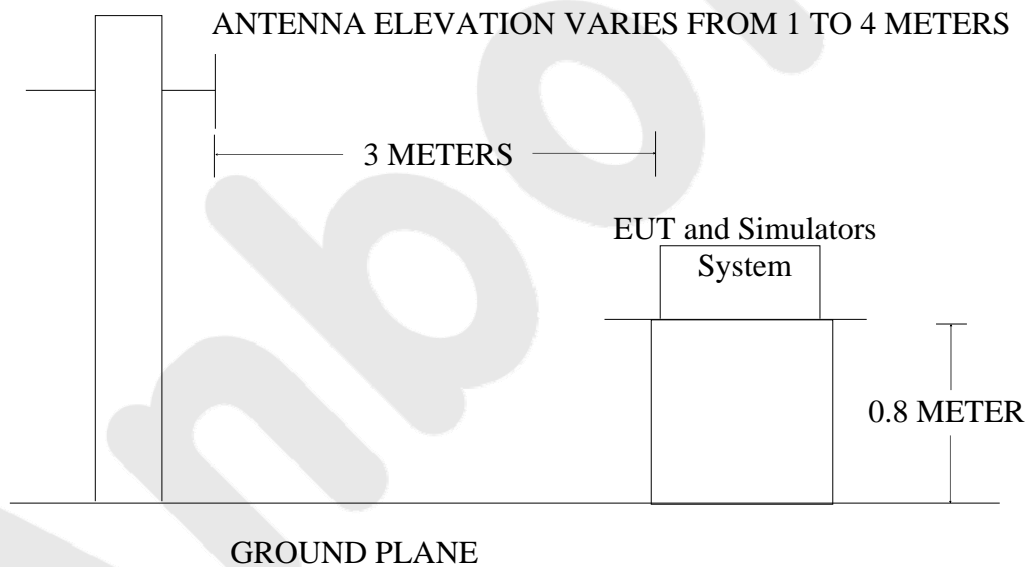 ANTENNA ELEVATION VARIES FROM 1 TO 4 METERS
3 METERS
EUT and Simulators
System
0.8 METER
GROUND PLANE